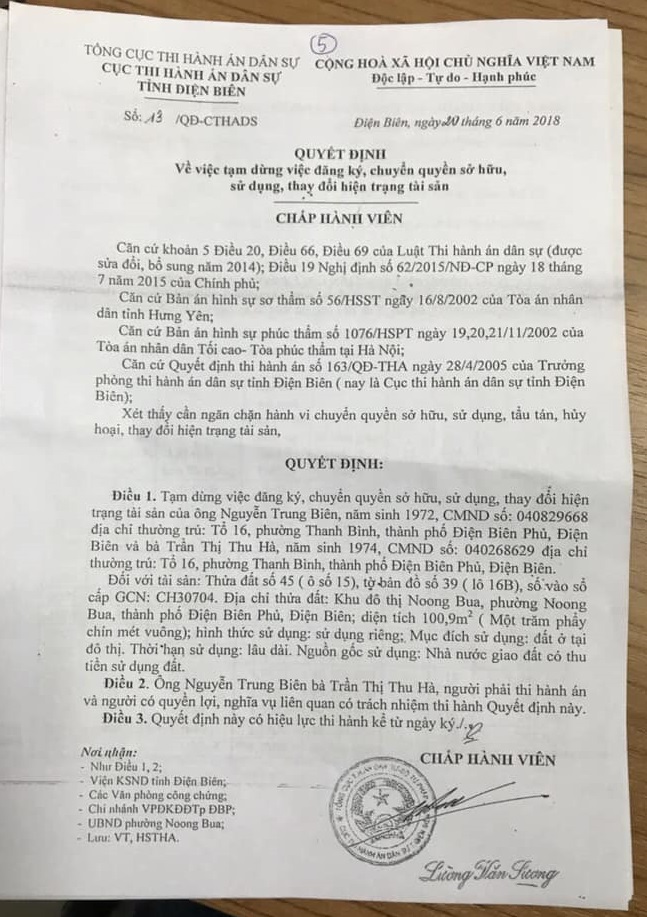 5
TỔNG CỤC THI HÀNH ÁN DÂN SỰ
CỤC THI HÀNH ÁN DÂN SỰ
TỈNH DIỆN BIÊN
CỘNG HOÀ XÃ HỘI CHỦ NGHĨA VIỆT NAM
Độc lập - Tự do - Hạnh phúc
Số: 13 /QĐ-CTHADS
Điện Biên, ngày 20 tháng 6 năm 2018
QUYẾT ĐỊNH
Về việc tạm dừng việc đăng ký, chuyển quyền sở hữu,
sử dụng, thay đổi hiện trạng tài sản
CHẤP HÀNH VIÊN
Căn cứ khoản 5 Điều 20, Điều 66, Điều 69 của Luật Thi hành án dân sự (được
sửa đổi, bổ sung năm 2014); Điều 19 Nghị định số 62/2015/NĐ-CP ngày 18 tháng
7 năm 2015 của Chính phủ;
Căn cứ Bản án hình sự sơ thẩm số 56/HSST ngày 16/8/2002 của Tòa án nhân
dân tỉnh Hưng Yên;
Căn cứ Bản án hình sự phúc thẩm số 1076/HSPT ngày 19,20,21/11/2002 của
Tòa án nhân dân Tối cao- Tòa phúc thẩm tại Hà Nội;
Căn cứ Quyết định thi hành án số 163/QĐ-THA ngày 28/4/2005 của Trưởng
phòng thi hành án dân sự tỉnh Điện Biên ( nay là Cục thi hành án dân sự tỉnh Điện
Biên);
Xét thấy cần ngăn chặn hành vi chuyển quyền sở hữu, sử dụng, tẩu tán, hủy
hoại, thay đổi hiện trạng tài sản,
QUYẾT ĐỊNH:
Điều 1. Tạm dừng việc đăng ký, chuyển quyền sở hữu, sử dụng, thay đổi hiện
trạng tài sản của ông Nguyễn Trung Biên, năm sinh 1972, CMND số: 040829668
địa chỉ thường trú: Tổ 16, phường Thanh Bình, thành phố Điện Biên Phủ, Điện
Biên và bà Trần Thị Thu Hà, năm sinh 1974, CMND số: 040268629 địa chỉ
thường trú: Tổ 16, phường Thanh Bình, thành phố Điện Biên Phủ, Điện Biên.
Đối với tài sản: Thửa đất số 45 ( ô số 15), tờ bản đồ số 39 ( lô 16B), số vào sổ
cấp GCN: CH30704. Địa chỉ thửa đất: Khu đô thị Noong Bua, phường Noong
Bua, thành phố Điện Biên Phủ, Điện Biên; diện tích 100,9m² ( Một trăm phẩy
chín mét vuông); hình thức sử dụng: sử dụng riêng; Mục đích sử dụng: đất ở tại
đô thị. Thời hạn sử dụng: lâu dài. Nguồn gốc sử dụng: Nhà nước giao đất có thu
tiền sử dụng đất.
Điều 2. Ông Nguyễn Trung Biên bà Trần Thị Thu Hà, người phải thi hành án
và người có quyền lợi, nghĩa vụ liên quan có trách nhiệm thi hành Quyết định này.
Điều 3. Quyết định này có hiệu lực thi hành kể từ ngày ký./.
Nơi nhận:
- Như Điều 1, 2;
- Viện KSND tỉnh Điện Biên;
- Các Văn phòng công chứng;
- Chi nhánh VPĐKĐĐTp ĐBP;
- UBND phường Noong Bua;
- Lưu: VT, HSTHA.
CHẤP HÀNH VIÊN
Lường Văn Sương